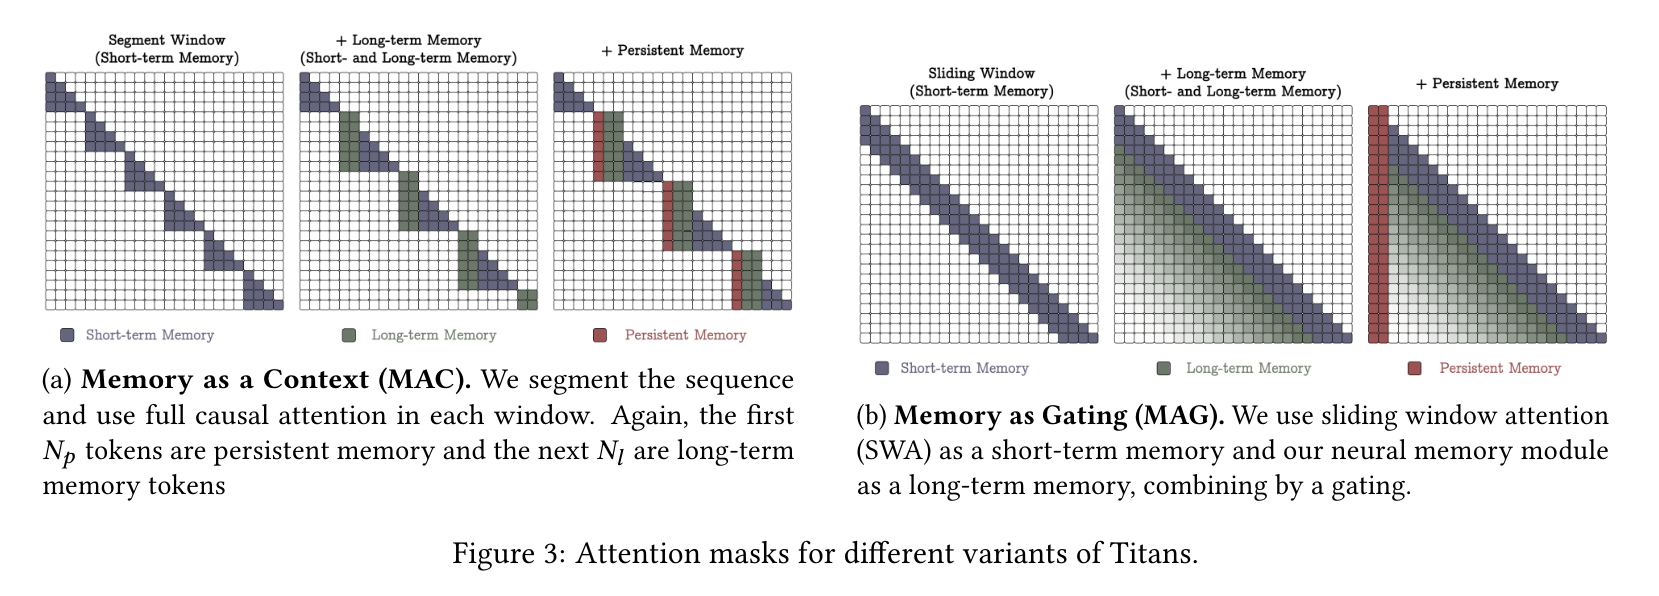 Segment Window
(Short-term Memory)
+ Long-term Memory
(Short- and Long-term Memory)
+ Persistent Memory
Short-term Memory
Long-term Memory
Persistent Memory
(a) Memory as a Context (MAC). We segment the sequence
and use full causal attention in each window. Again, the first
Nₚ tokens are persistent memory and the next Nₗ are long-term
memory tokens
Sliding Window
(Short-term Memory)
+ Long-term Memory
(Short- and Long-term Memory)
+ Persistent Memory
Short-term Memory
Long-term Memory
Persistent Memory
(b) Memory as Gating (MAG). We use sliding window attention
(SWA) as a short-term memory and our neural memory module
as a long-term memory, combining by a gating.
Figure 3: Attention masks for different variants of Titans.